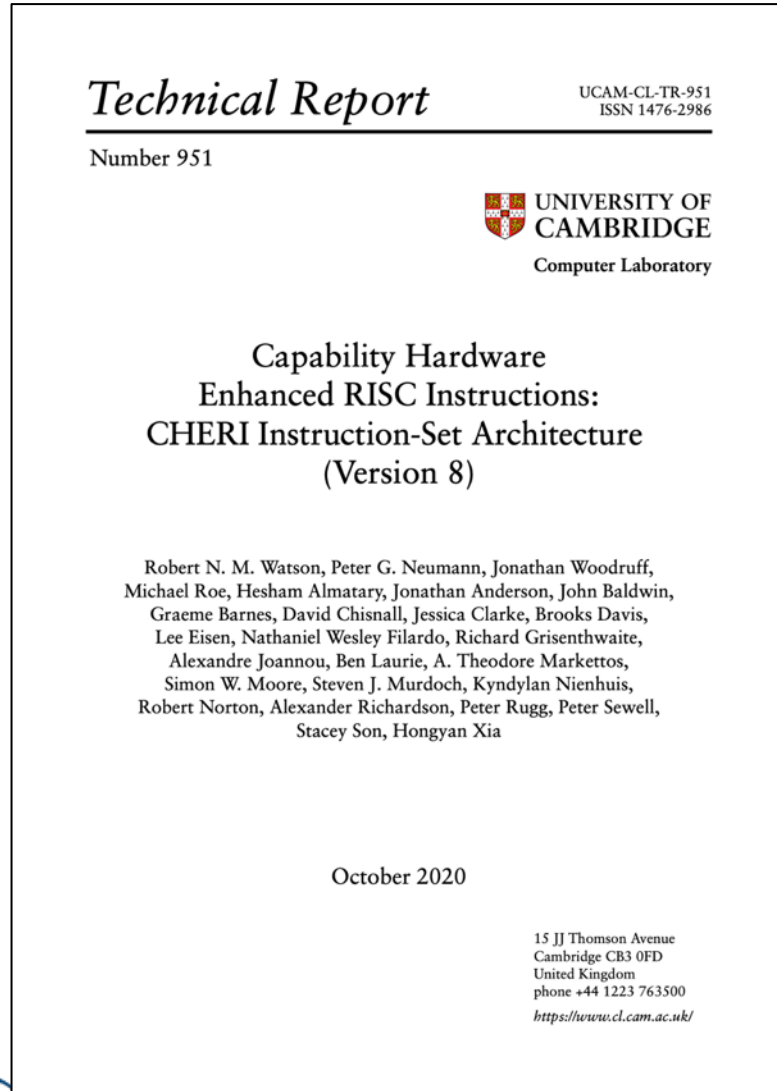 Technical Report
UCAM-CL-TR-951
ISSN 1476-2986
Number 951
UNIVERSITY OF
CAMBRIDGE
Computer Laboratory
Capability Hardware
Enhanced RISC Instructions:
CHERI Instruction-Set Architecture
(Version 8)
Robert N. M. Watson, Peter G. Neumann, Jonathan Woodruff,
Michael Roe, Hesham Almatary, Jonathan Anderson, John Baldwin,
Graeme Barnes, David Chisnall, Jessica Clarke, Brooks Davis,
Lee Eisen, Nathaniel Wesley Filardo, Richard Grisenthwaite,
Alexandre Joannou, Ben Laurie, A. Theodore Markettos,
Simon W. Moore, Steven J. Murdoch, Kyndylan Nienhuis,
Robert Norton, Alexander Richardson, Peter Rugg, Peter Sewell,
Stacey Son, Hongyan Xia
October 2020
15 JJ Thomson Avenue
Cambridge CB3 0FD
United Kingdom
phone +44 1223 763500
https://www.cl.cam.ac.uk/